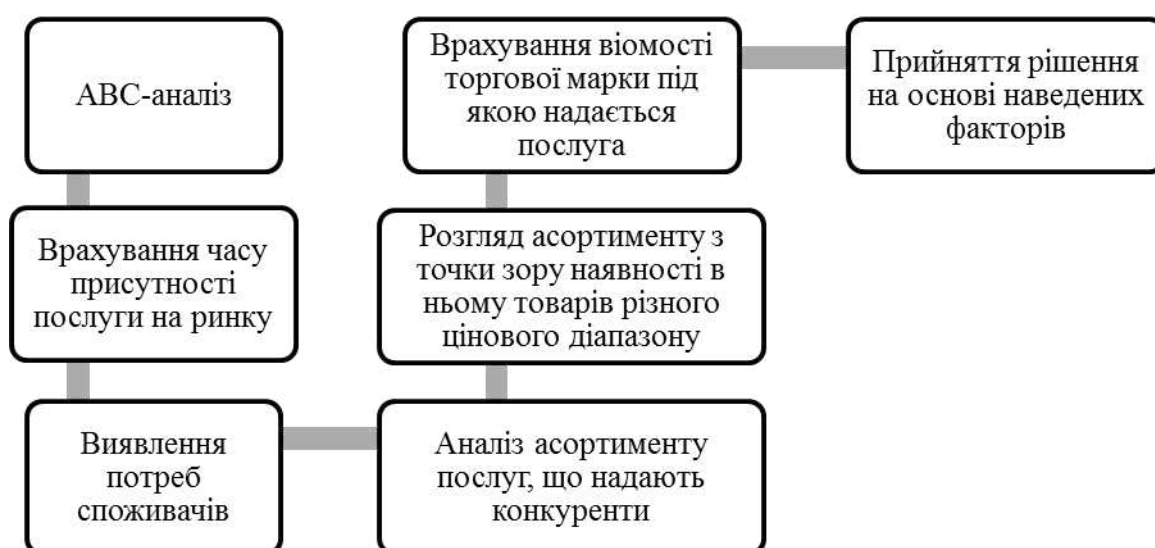 АВС-аналіз
Врахування часу
присутності
послуги на ринку
Виявлення
потреб
споживачів
Аналіз асортименту
послуг, що надають
конкуренти
Розгляд асортименту з
точки зору наявності в
ньому товарів різного
цінового діапазону
Врахування віомості
торгової марки під
якою надається
послуга
Прийняття рішення
на основі наведених
факторів